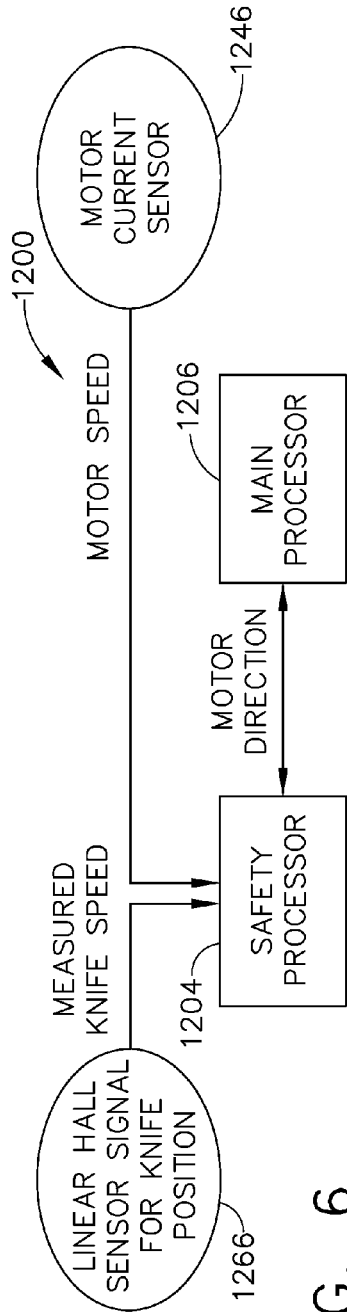 LINEAR HALL
SENSOR SIGNAL
FOR KNIFE
POSITION
1266
MEASURED
KNIFE SPEED
MOTOR SPEED
1200
MOTOR
CURRENT
SENSOR
1246
1204
SAFETY
PROCESSOR
MOTOR
DIRECTION
MAIN
PROCESSOR
1206
G. 9